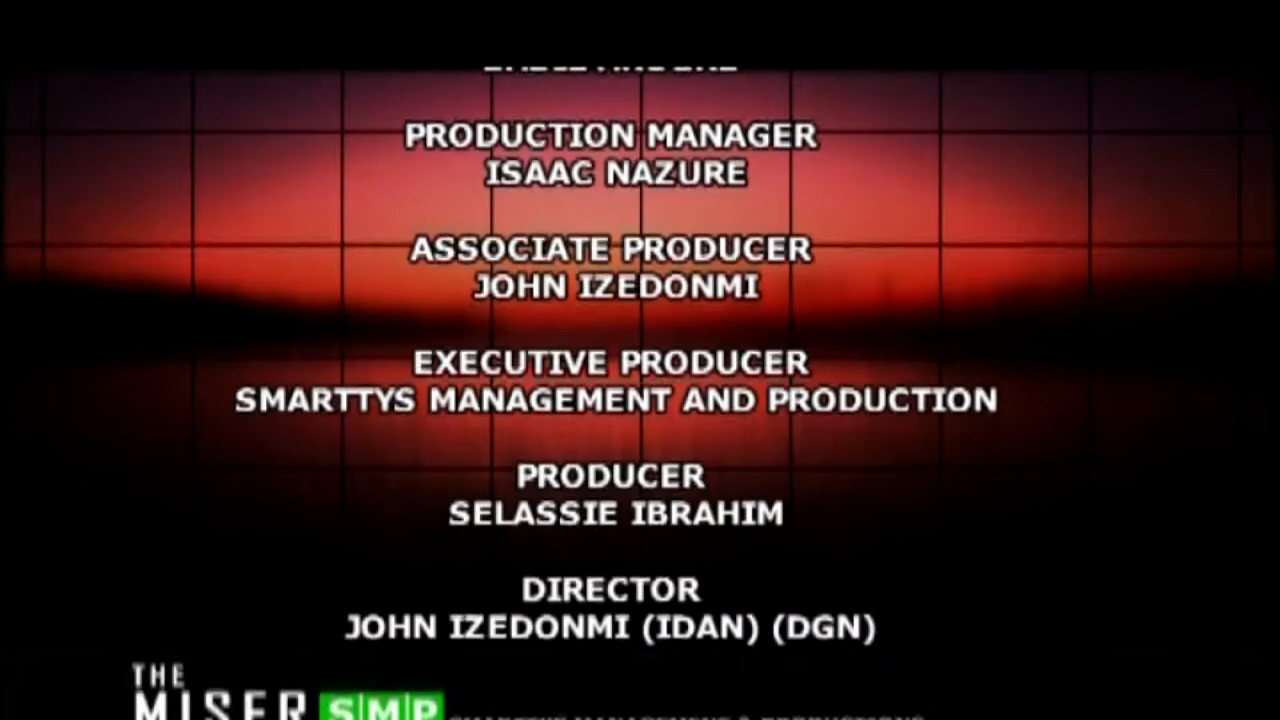 PRODUCTION MANAGER
ISAAC NAZURE
ASSOCIATE PRODUCER
JOHN IZEDONMI
EXECUTIVE PRODUCER
SMARTTYS MANAGEMENT AND PRODUCTION
PRODUCER
SELASSIE IBRAHIM
DIRECTOR
JOHN IZEDONMI (IDAN) (DGN)
THE
MISER SMP